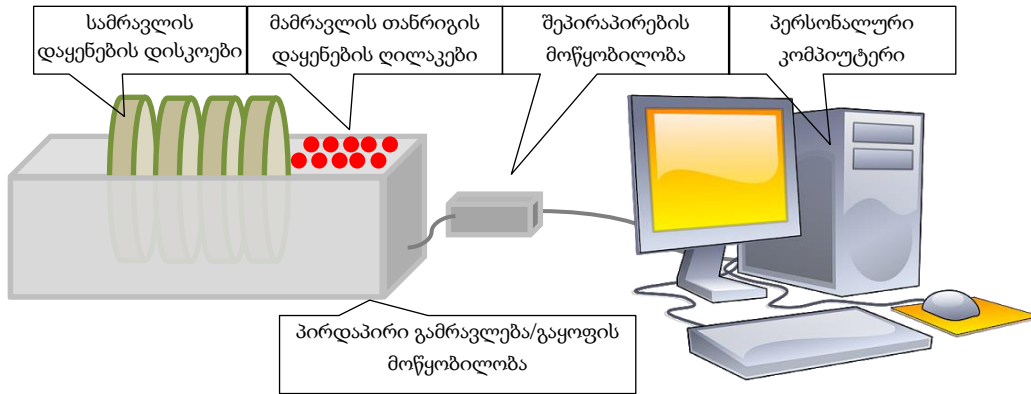 სამრავლის
დაყენების დისკოები
მამრავლის თანრიგის
დაყენების ღილაკები
შეპირაპირების
მოწყობილობა
პერსონალური
კომპიუტერი
პირდაპირი გამრავლება/გაყოფის
მოწყობილობა